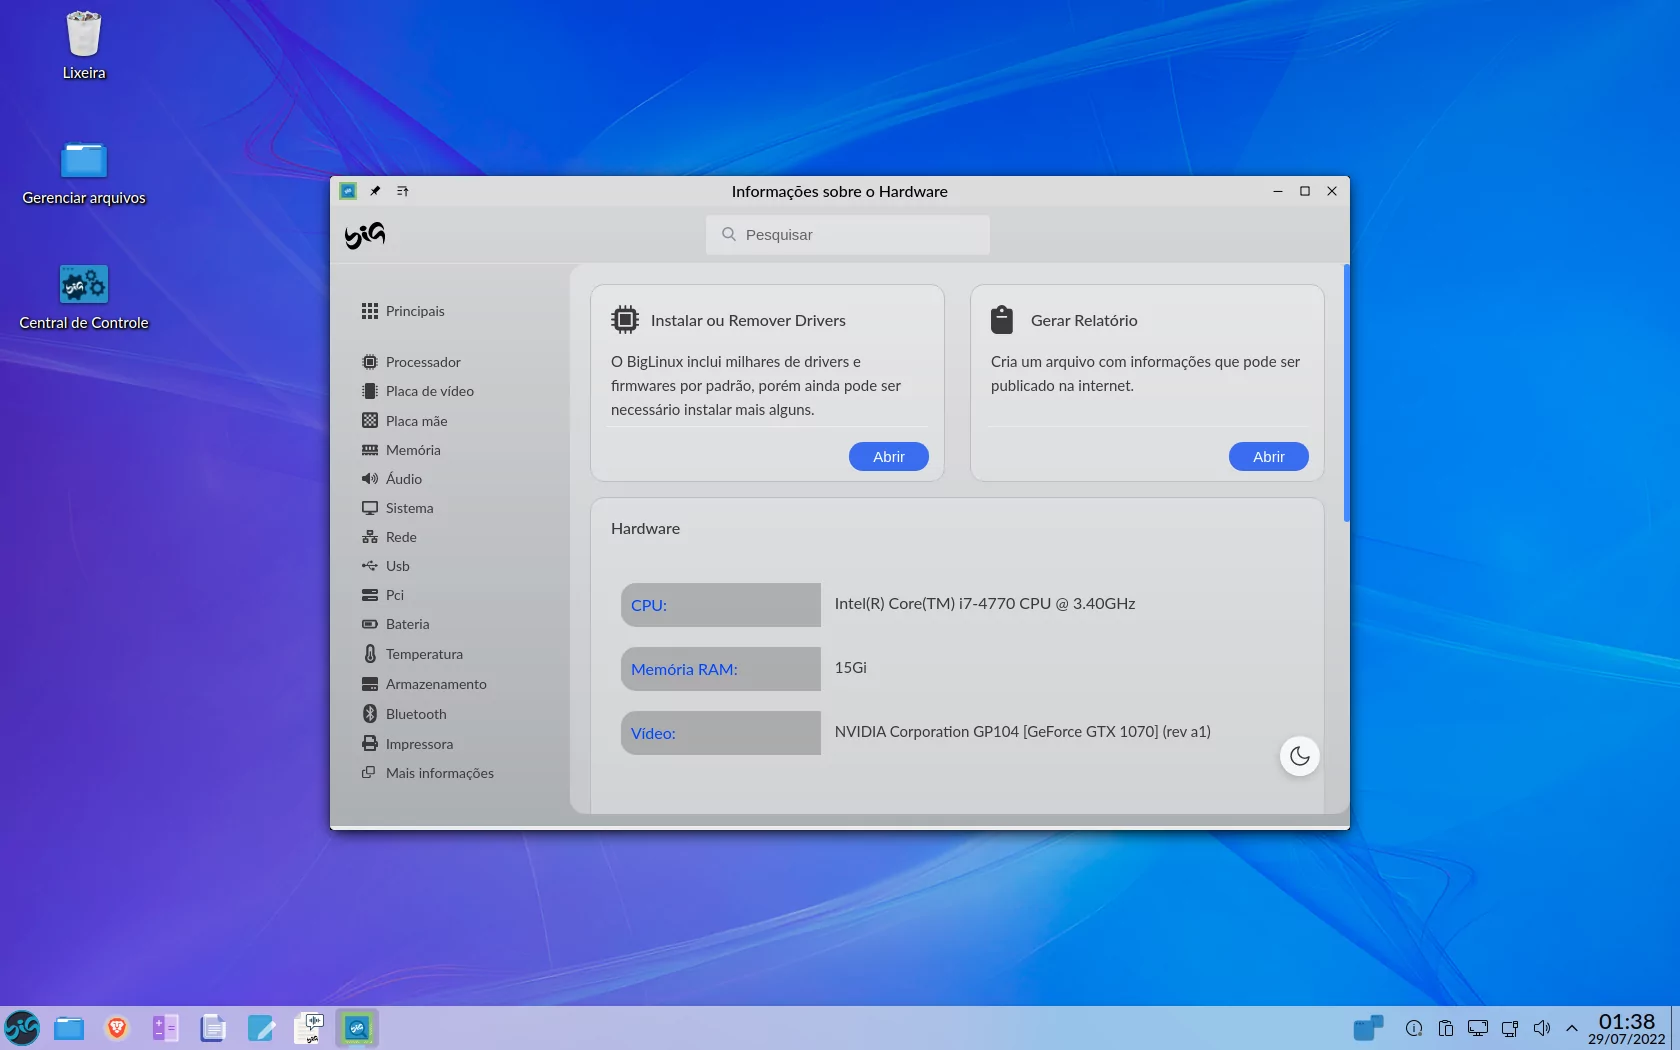 Lixeira
Gerenciar arquivos
Central de Controle
Informações sobre o Hardware
big
Pesquisar
Principais
Processador
Placa de vídeo
Placa mãe
Memória
Áudio
Sistema
Rede
Usb
Pci
Bateria
Temperatura
Armazenamento
Bluetooth
Impressora
Mais informações
Instalar ou Remover Drivers
O BigLinux inclui milhares de drivers e
firmwares por padrão, porém ainda pode ser
necessário instalar mais alguns.
Abrir
Gerar Relatório
Cria um arquivo com informações que pode ser
publicado na internet.
Abrir
Hardware
CPU:
Intel(R) Core(TM) i7-4770 CPU @ 3.40GHz
Memória RAM:
15Gi
Vídeo:
NVIDIA Corporation GP104 [GeForce GTX 1070] (rev a1)
01:38
29/07/2022